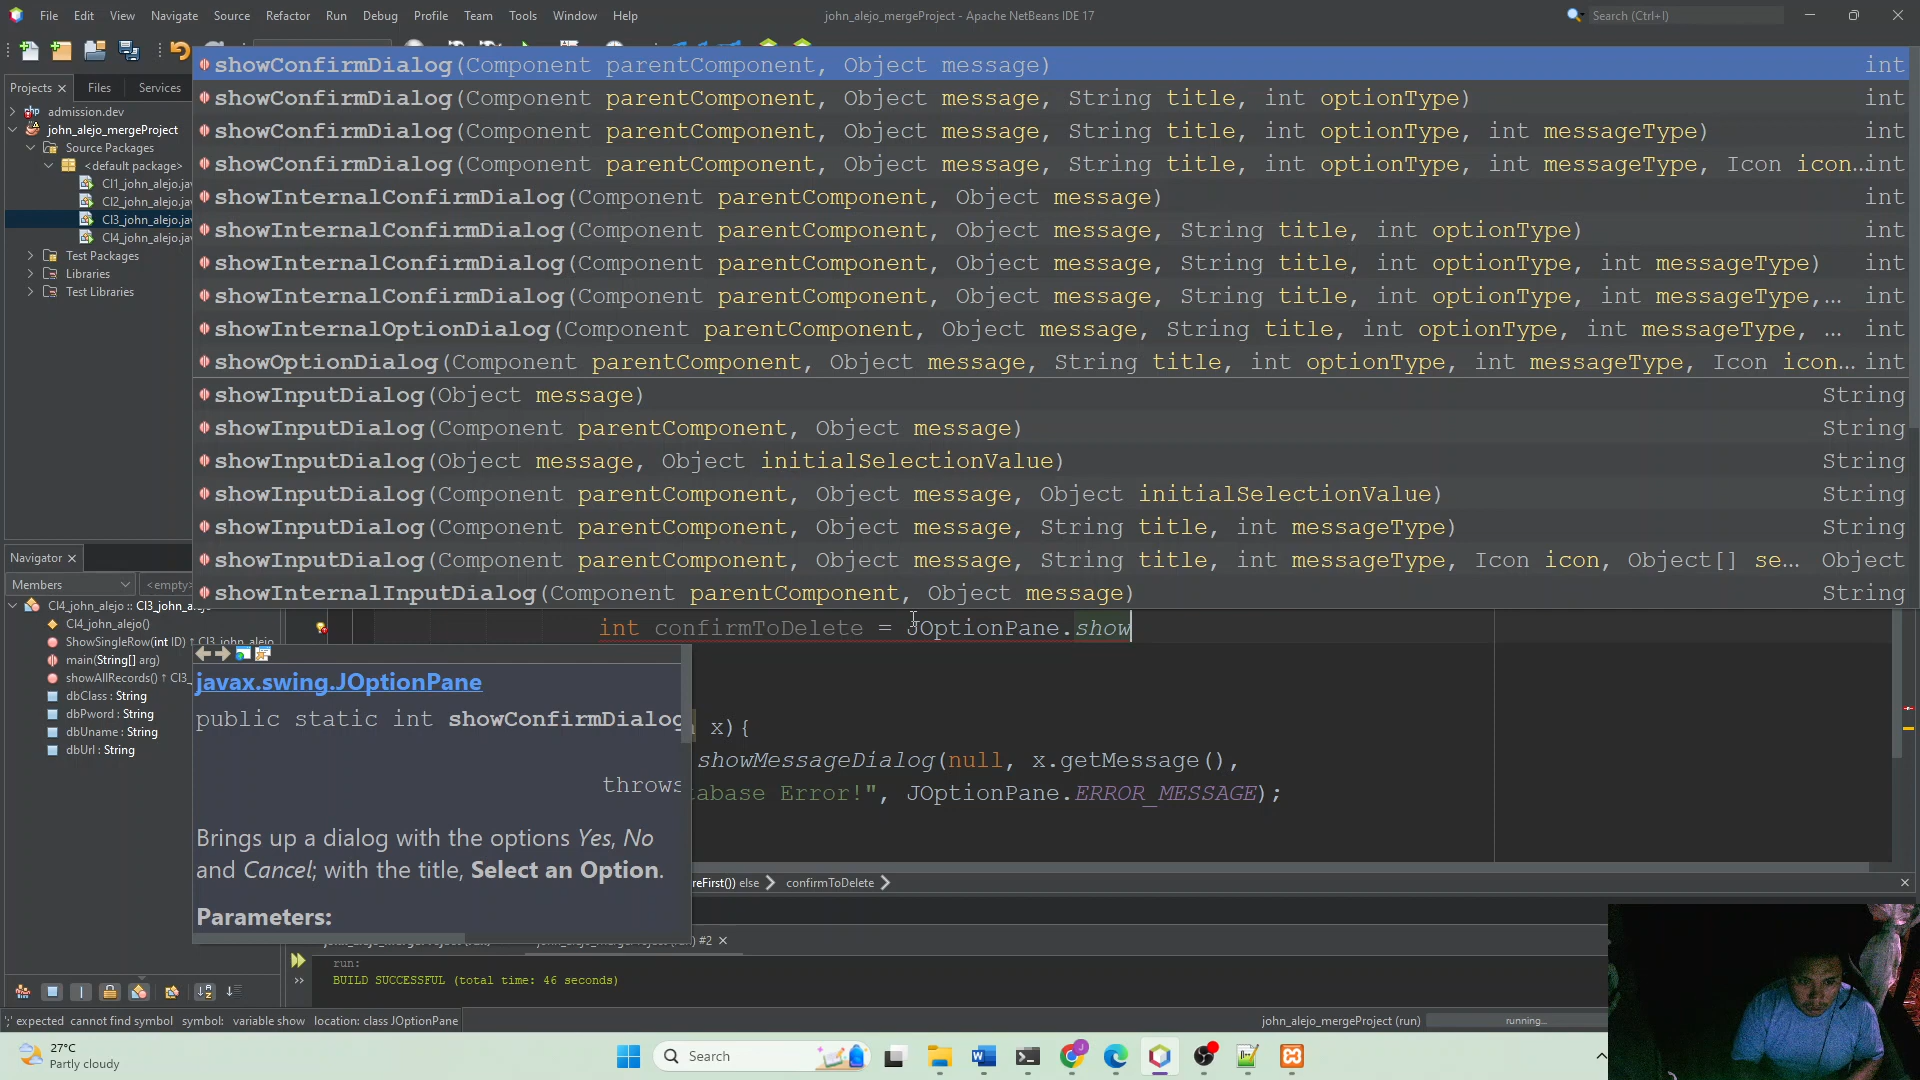 File Edit View Navigate Source Refactor Run Debug Profile Team Tools Window Help
john_alejo_mergeProject - Apache NetBeans IDE 17
Search (Ctrl+I)
Projects Files Services
admission.dev
john_alejo_mergeProject
Source Packages
<default package>
Cl1_john_alejo.jav
Cl2_john_alejo.jav
Cl3_john_alejo.jav
Cl4_john_alejo.jav
Test Packages
Libraries
Test Libraries
showConfirmDialog(Component parentComponent, Object message) int
showConfirmDialog(Component parentComponent, Object message, String title, int optionType) int
showConfirmDialog(Component parentComponent, Object message, String title, int optionType, int messageType) int
showConfirmDialog(Component parentComponent, Object message, String title, int optionType, int messageType, Icon icon... int
showInternalConfirmDialog(Component parentComponent, Object message) int
showInternalConfirmDialog(Component parentComponent, Object message, String title, int optionType) int
showInternalConfirmDialog(Component parentComponent, Object message, String title, int optionType, int messageType) int
showInternalConfirmDialog(Component parentComponent, Object message, String title, int optionType, int messageType,... int
showInternalOptionDialog(Component parentComponent, Object message, String title, int optionType, int messageType, ... int
showOptionDialog(Component parentComponent, Object message, String title, int optionType, int messageType, Icon icon... int
showInputDialog(Object message) String
showInputDialog(Component parentComponent, Object message) String
showInputDialog(Object message, Object initialSelectionValue) String
showInputDialog(Component parentComponent, Object message, Object initialSelectionValue) String
showInputDialog(Component parentComponent, Object message, String title, int messageType) String
showInputDialog(Component parentComponent, Object message, String title, int messageType, Icon icon, Object[] se... Object
showInternalInputDialog(Component parentComponent, Object message) String
Navigator
Members <empty>
Cl4_john_alejo :: Cl3_john_alejo
Cl4_john_alejo()
ShowSingleRow(int ID) ↑ Cl3_john_alejo
main(String[] arg)
showAllRecords() ↑ Cl3_
dbClass : String
dbPword : String
dbUname : String
dbUrl : String
int confirmToDelete = JOptionPane.show
javax.swing.JOptionPane
public static int showConfirmDialog
throws
Brings up a dialog with the options Yes, No
and Cancel; with the title, Select an Option.
Parameters:
x){
showMessageDialog(null, x.getMessage(),
abase Error!", JOptionPane.ERROR_MESSAGE);
reFirst()) else confirmToDelete
#2
run:
BUILD SUCCESSFUL (total time: 46 seconds)
';' expected cannot find symbol symbol: variable show location: class JOptionPane
john_alejo_mergeProject (run) running...
27°C
Partly cloudy
Search